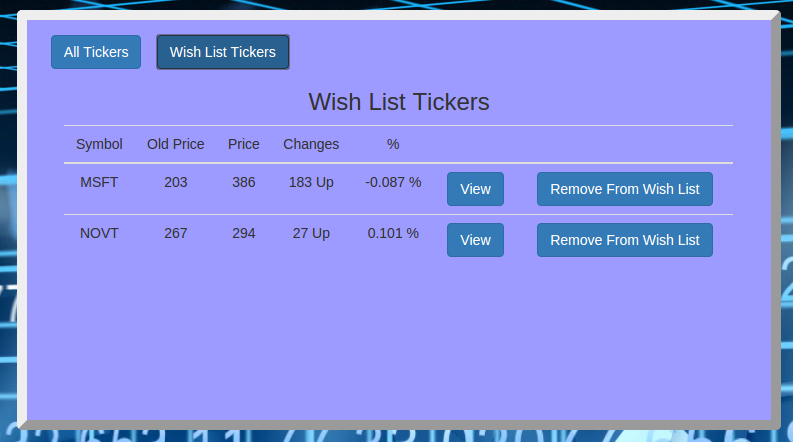 All Tickers Wish List Tickers
Wish List Tickers
Symbol Old Price Price Changes %
MSFT 203 386 183 Up -0.087 % View Remove From Wish List
NOVT 267 294 27 Up 0.101 % View Remove From Wish List